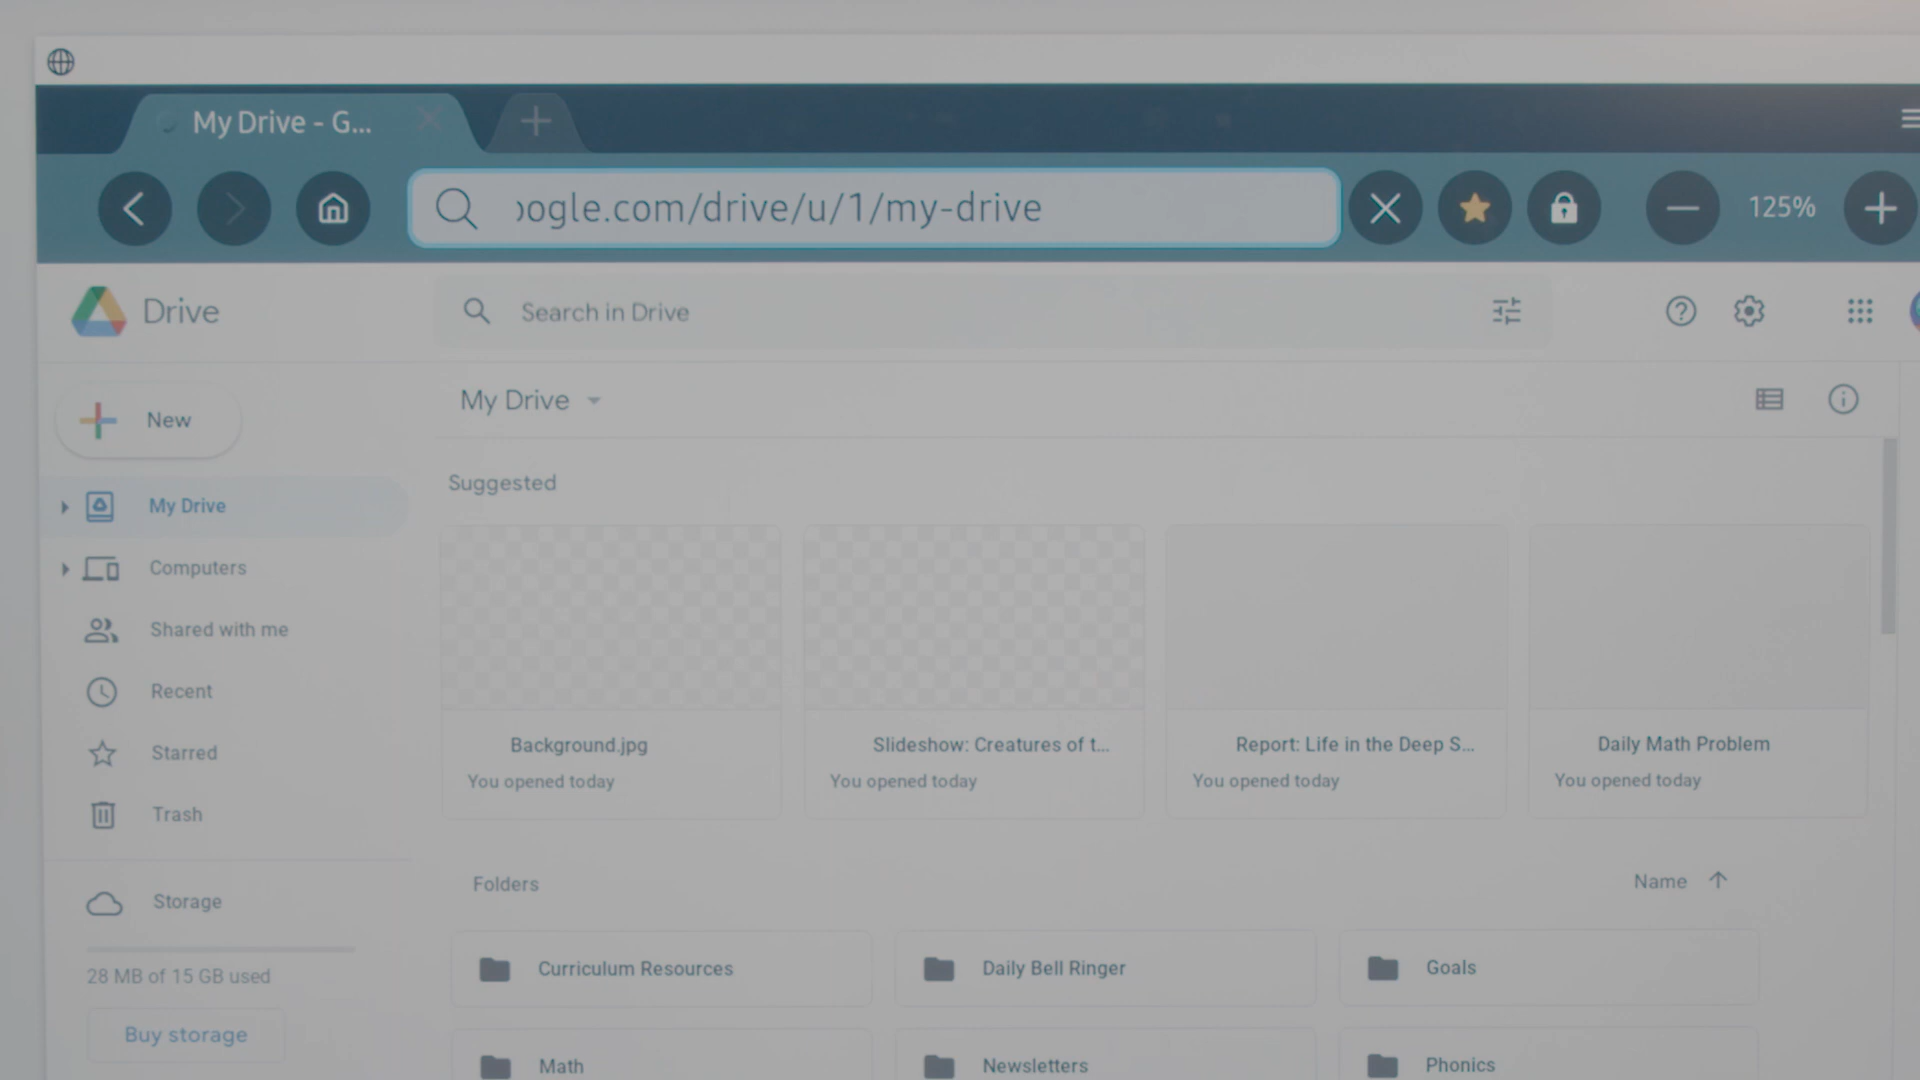 My Drive - G...
oogle.com/drive/u/1/my-drive
125%
Drive
Search in Drive
New
My Drive
Suggested
My Drive
Computers
Shared with me
Recent
Starred
Trash
Background.jpg
You opened today
Slideshow: Creatures of t...
You opened today
Report: Life in the Deep S...
You opened today
Daily Math Problem
You opened today
Storage
28 MB of 15 GB used
Buy storage
Folders
Name
Curriculum Resources
Daily Bell Ringer
Goals
Math
Newsletters
Phonics